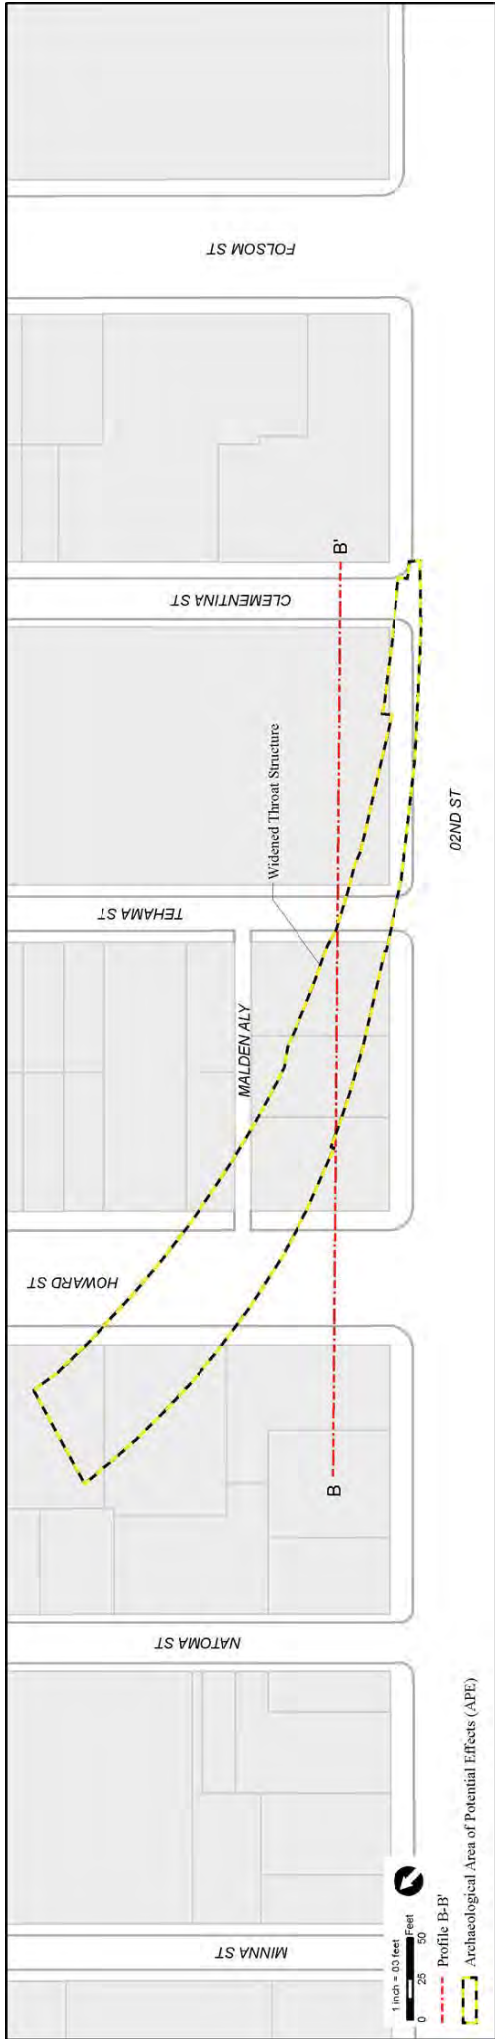 FOLSOM ST
CLEMENTINA ST
B'
Widened Throat Structure
02ND ST
TEHAMA ST
MALDEN ALY
HOWARD ST
B
NATOMA ST
MINNA ST
1 inch = 03 feet
Feet
0 25 50
Profile B-B'
Archaeological Area of Potential Effects (APE)